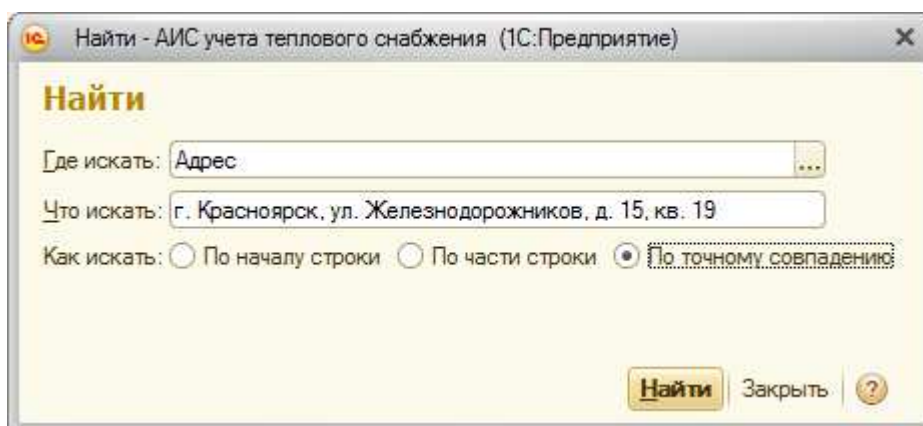 1С Найти - АИС учета теплового снабжения (1С:Предприятие)
Найти
Где искать: Адрес ...
Что искать: г. Красноярск, ул. Железнодорожников, д. 15, кв. 19
Как искать: По началу строки По части строки По точному совпадению
Найти Закрыть ?